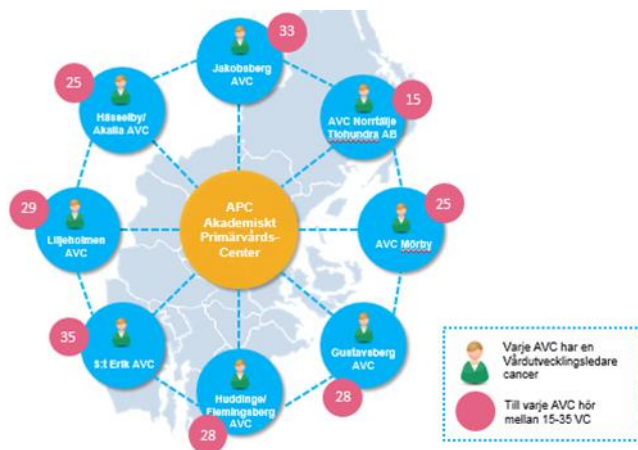 33
Jakobsberg
AVC
25
Hässelby/
Akalla AVC
15
AVC Norrtälje
Tiohundra AB
APC
Akademiskt
Primärvårds-
Center
29
Liljeholmen
AVC
25
AVC Mörby
35
S:t Erik AVC
Gustavsberg
AVC
28
Huddinge/
Flemingsberg
AVC
28
Varje AVC har en
Vårdutvecklingsledare
cancer
Till varje AVC hör
mellan 15-35 VC